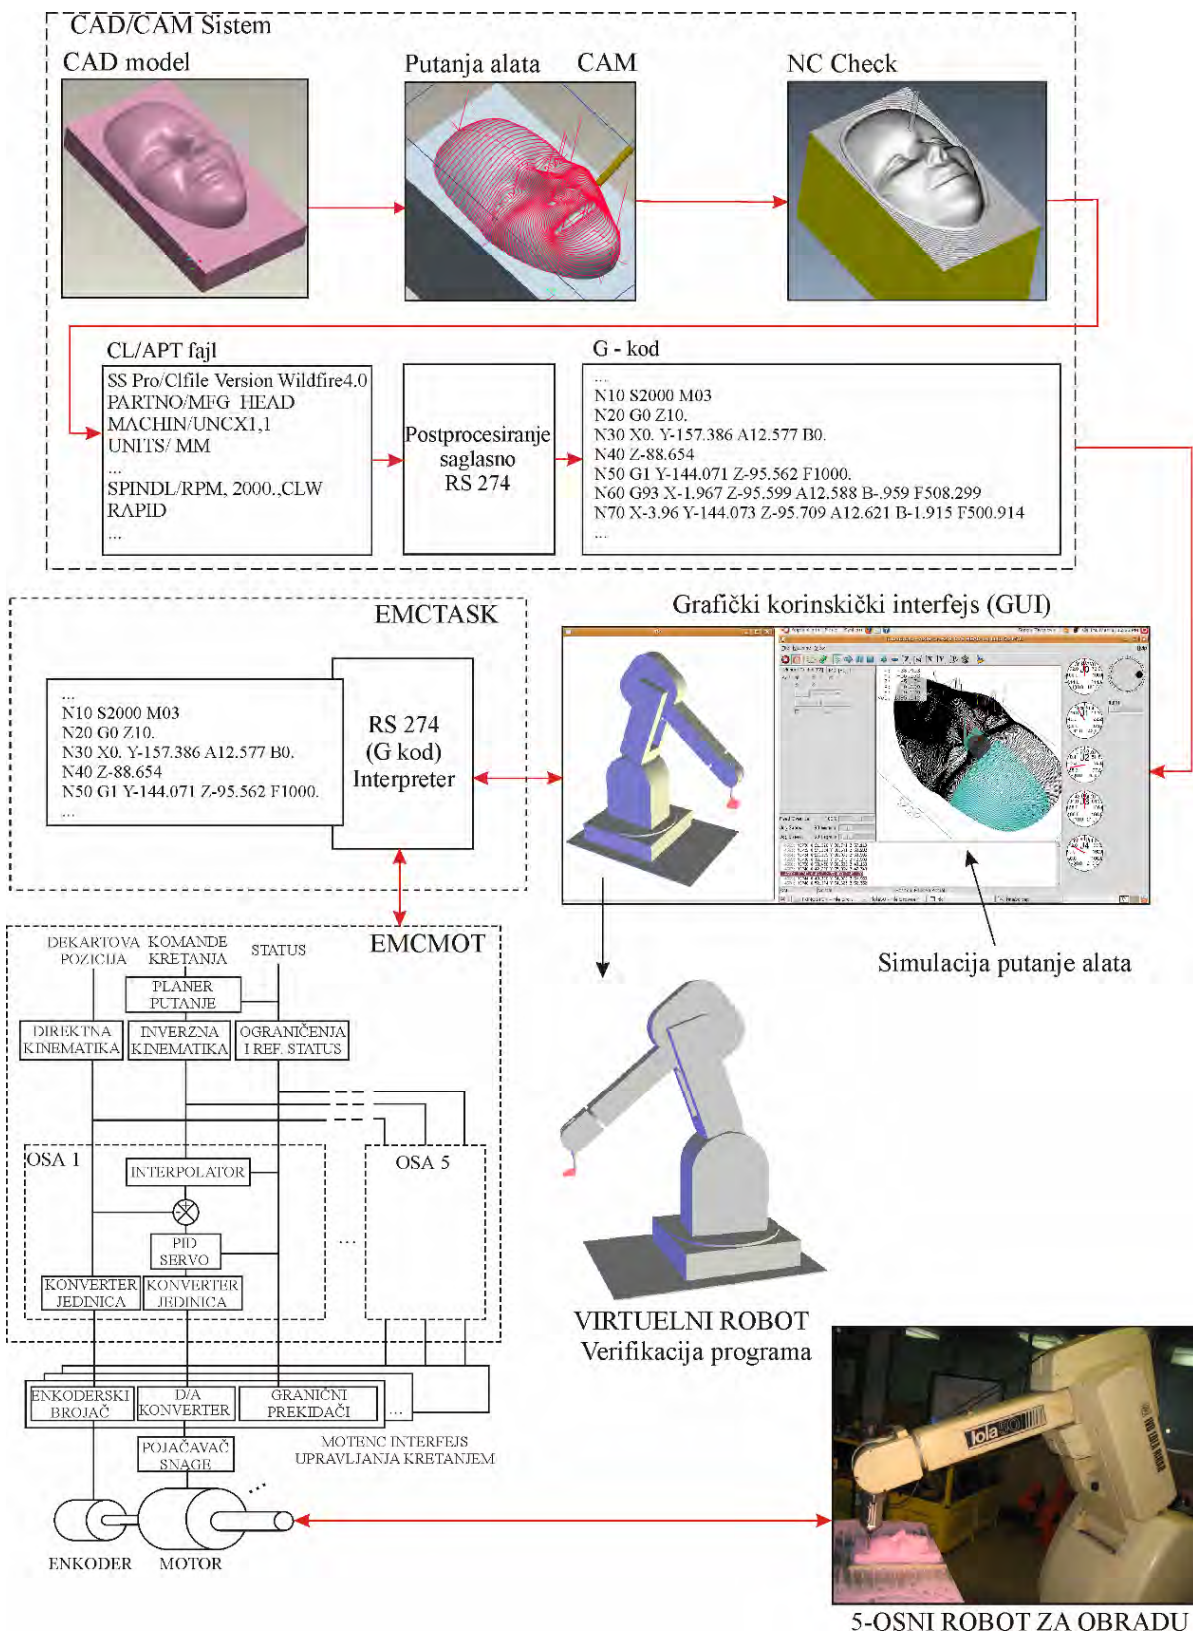 CAD/CAM Sistem
CAD model
Putanja alata CAM
NC Check
CL/APT fajl
SS Pro/Clfile Version Wildfire4.0
PARTNO/MFG_HEAD
MACHIN/UNCX1,1
UNITS/ MM
...
SPINDL/RPM, 2000.,CLW
RAPID
...
Postprocesiranje
saglasno
RS 274
G - kod
...
N10 S2000 M03
N20 G0 Z10.
N30 X0. Y-157.386 A12.577 B0.
N40 Z-88.654
N50 G1 Y-144.071 Z-95.562 F1000.
N60 G93 X-1.967 Z-95.599 A12.588 B-.959 F508.299
N70 X-3.96 Y-144.073 Z-95.709 A12.621 B-1.915 F500.914
...
EMCTASK
...
N10 S2000 M03
N20 G0 Z10.
N30 X0. Y-157.386 A12.577 B0.
N40 Z-88.654
N50 G1 Y-144.071 Z-95.562 F1000.
...
RS 274
(G kod)
Interpreter
Grafički korinskički interfejs (GUI)
J2
J4
Simulacija putanje alata
EMCMOT
DEKARTOVA
POZICIJA
KOMANDE
KRETANJA
STATUS
PLANER
PUTANJE
DIREKTNA
KINEMATIKA
INVERZNA
KINEMATIKA
OGRANIČENJA
I REF. STATUS
OSA 1
INTERPOLATOR
+
-
PID
SERVO
KONVERTER
JEDINICA
KONVERTER
JEDINICA
...
OSA 5
ENKODERSKI
BROJAČ
D/A
KONVERTER
GRANIČNI
PREKIDAČI
...
POJAČAVAČ
SNAGE
MOTENC INTERFEJS
UPRAVLJANJA KRETANJEM
...
ENKODER
MOTOR
VIRTUELNI ROBOT
Verifikacija programa
lola 50
5-OSNI ROBOT ZA OBRADU